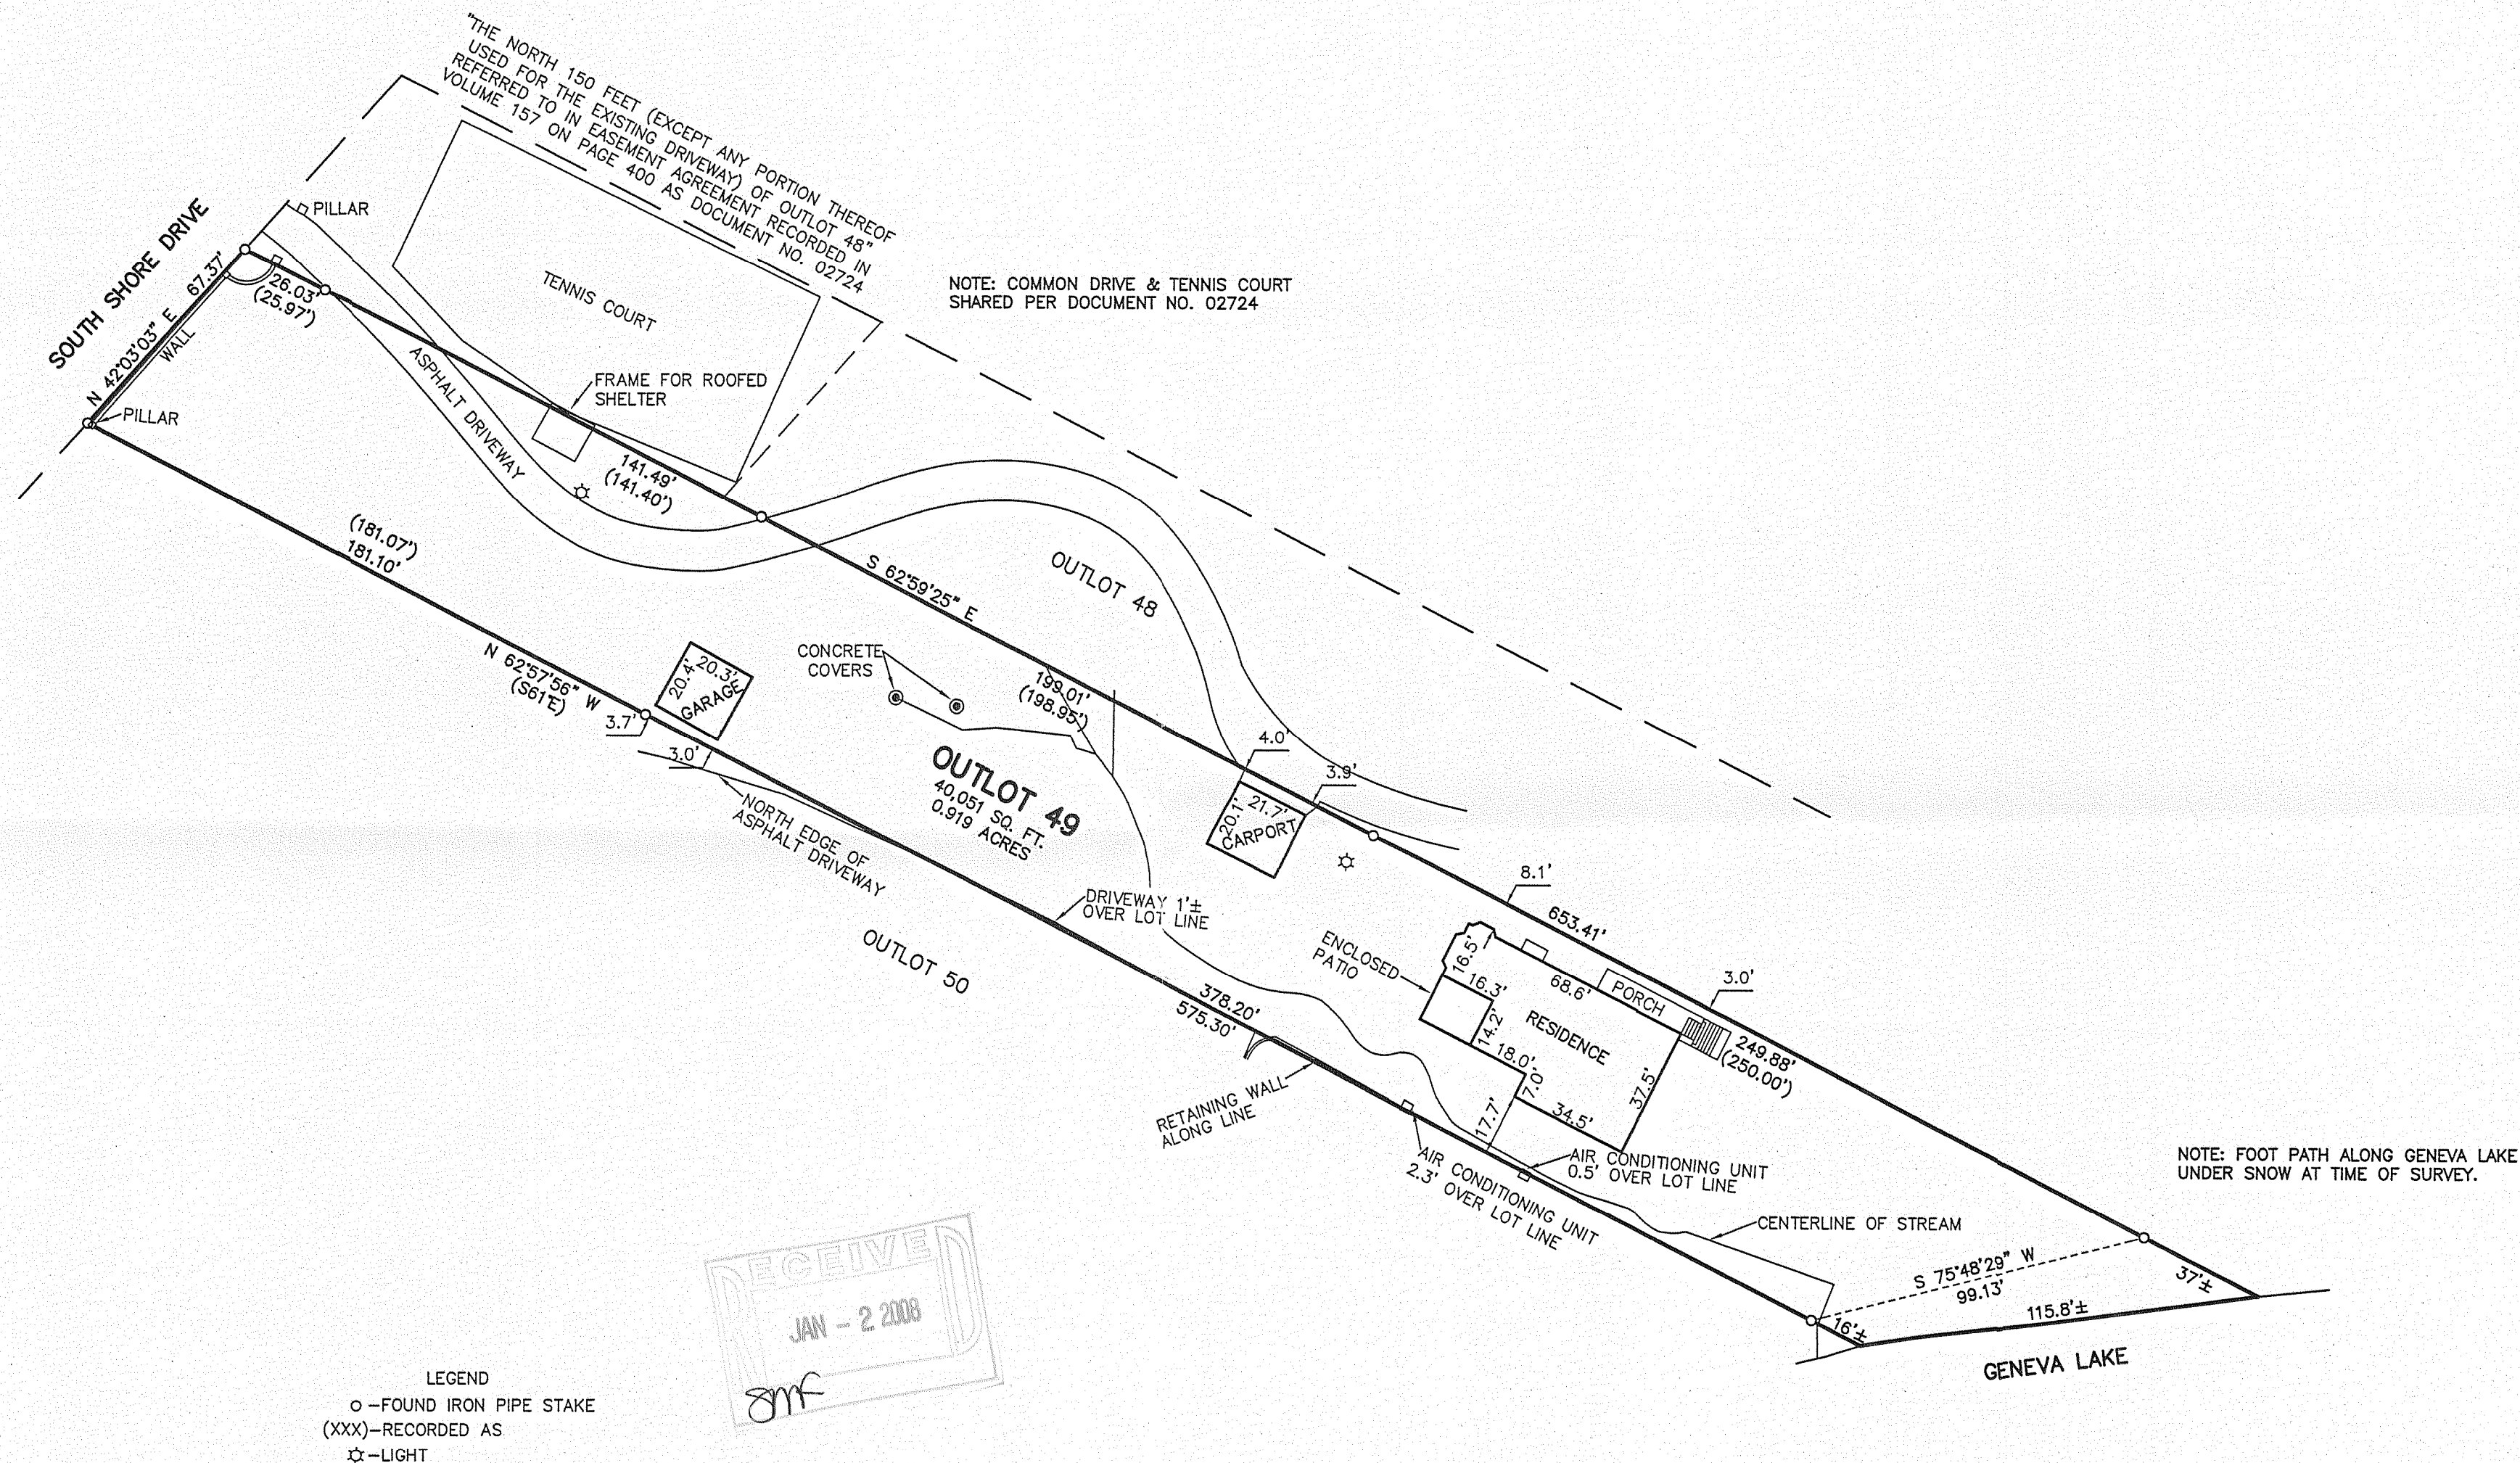 "THE NORTH 150 FEET (EXCEPT ANY PORTION THEREOF
USED FOR THE EXISTING DRIVEWAY) OF OUTLOT 48"
REFERRED TO IN EASEMENT AGREEMENT RECORDED IN
VOLUME 157 ON PAGE 400 AS DOCUMENT NO. 02724
SOUTH SHORE DRIVE
PILLAR
67.37'
N 42°03'03" E
WALL
PILLAR
26.03'
(25.97')
TENNIS COURT
NOTE: COMMON DRIVE & TENNIS COURT
SHARED PER DOCUMENT NO. 02724
ASPHALT DRIVEWAY
FRAME FOR ROOFED
SHELTER
141.49'
(141.40')
(181.07')
181.10'
S 62°59'25" E
OUTLOT 48
N 62°57'56" W
(S61°E)
20.4'
20.3'
GARAGE
3.7'
3.0'
CONCRETE
COVERS
199.01'
(198.95')
NORTH EDGE OF
ASPHALT DRIVEWAY
OUTLOT 49
40,051 SQ. FT.
0.919 ACRES
4.0'
3.9'
20.1'
21.7'
CARPORT
DRIVEWAY 1'±
OVER LOT LINE
OUTLOT 50
8.1'
653.41'
ENCLOSED
PATIO
16.5'
16.3'
68.6'
PORCH
3.0'
14.2'
RESIDENCE
18.0'
7.0'
37.5'
34.5'
17.7'
249.88'
(250.00')
378.20'
575.30'
RETAINING WALL
ALONG LINE
AIR CONDITIONING UNIT
0.5' OVER LOT LINE
AIR CONDITIONING UNIT
2.3' OVER LOT LINE
NOTE: FOOT PATH ALONG GENEVA LAKE
UNDER SNOW AT TIME OF SURVEY.
CENTERLINE OF STREAM
S 75°48'29" W
99.13'
37'±
115.8'±
16'±
GENEVA LAKE
RECEIVED
JAN - 2 2008
SMF
LEGEND
o -FOUND IRON PIPE STAKE
(XXX)-RECORDED AS
☼-LIGHT